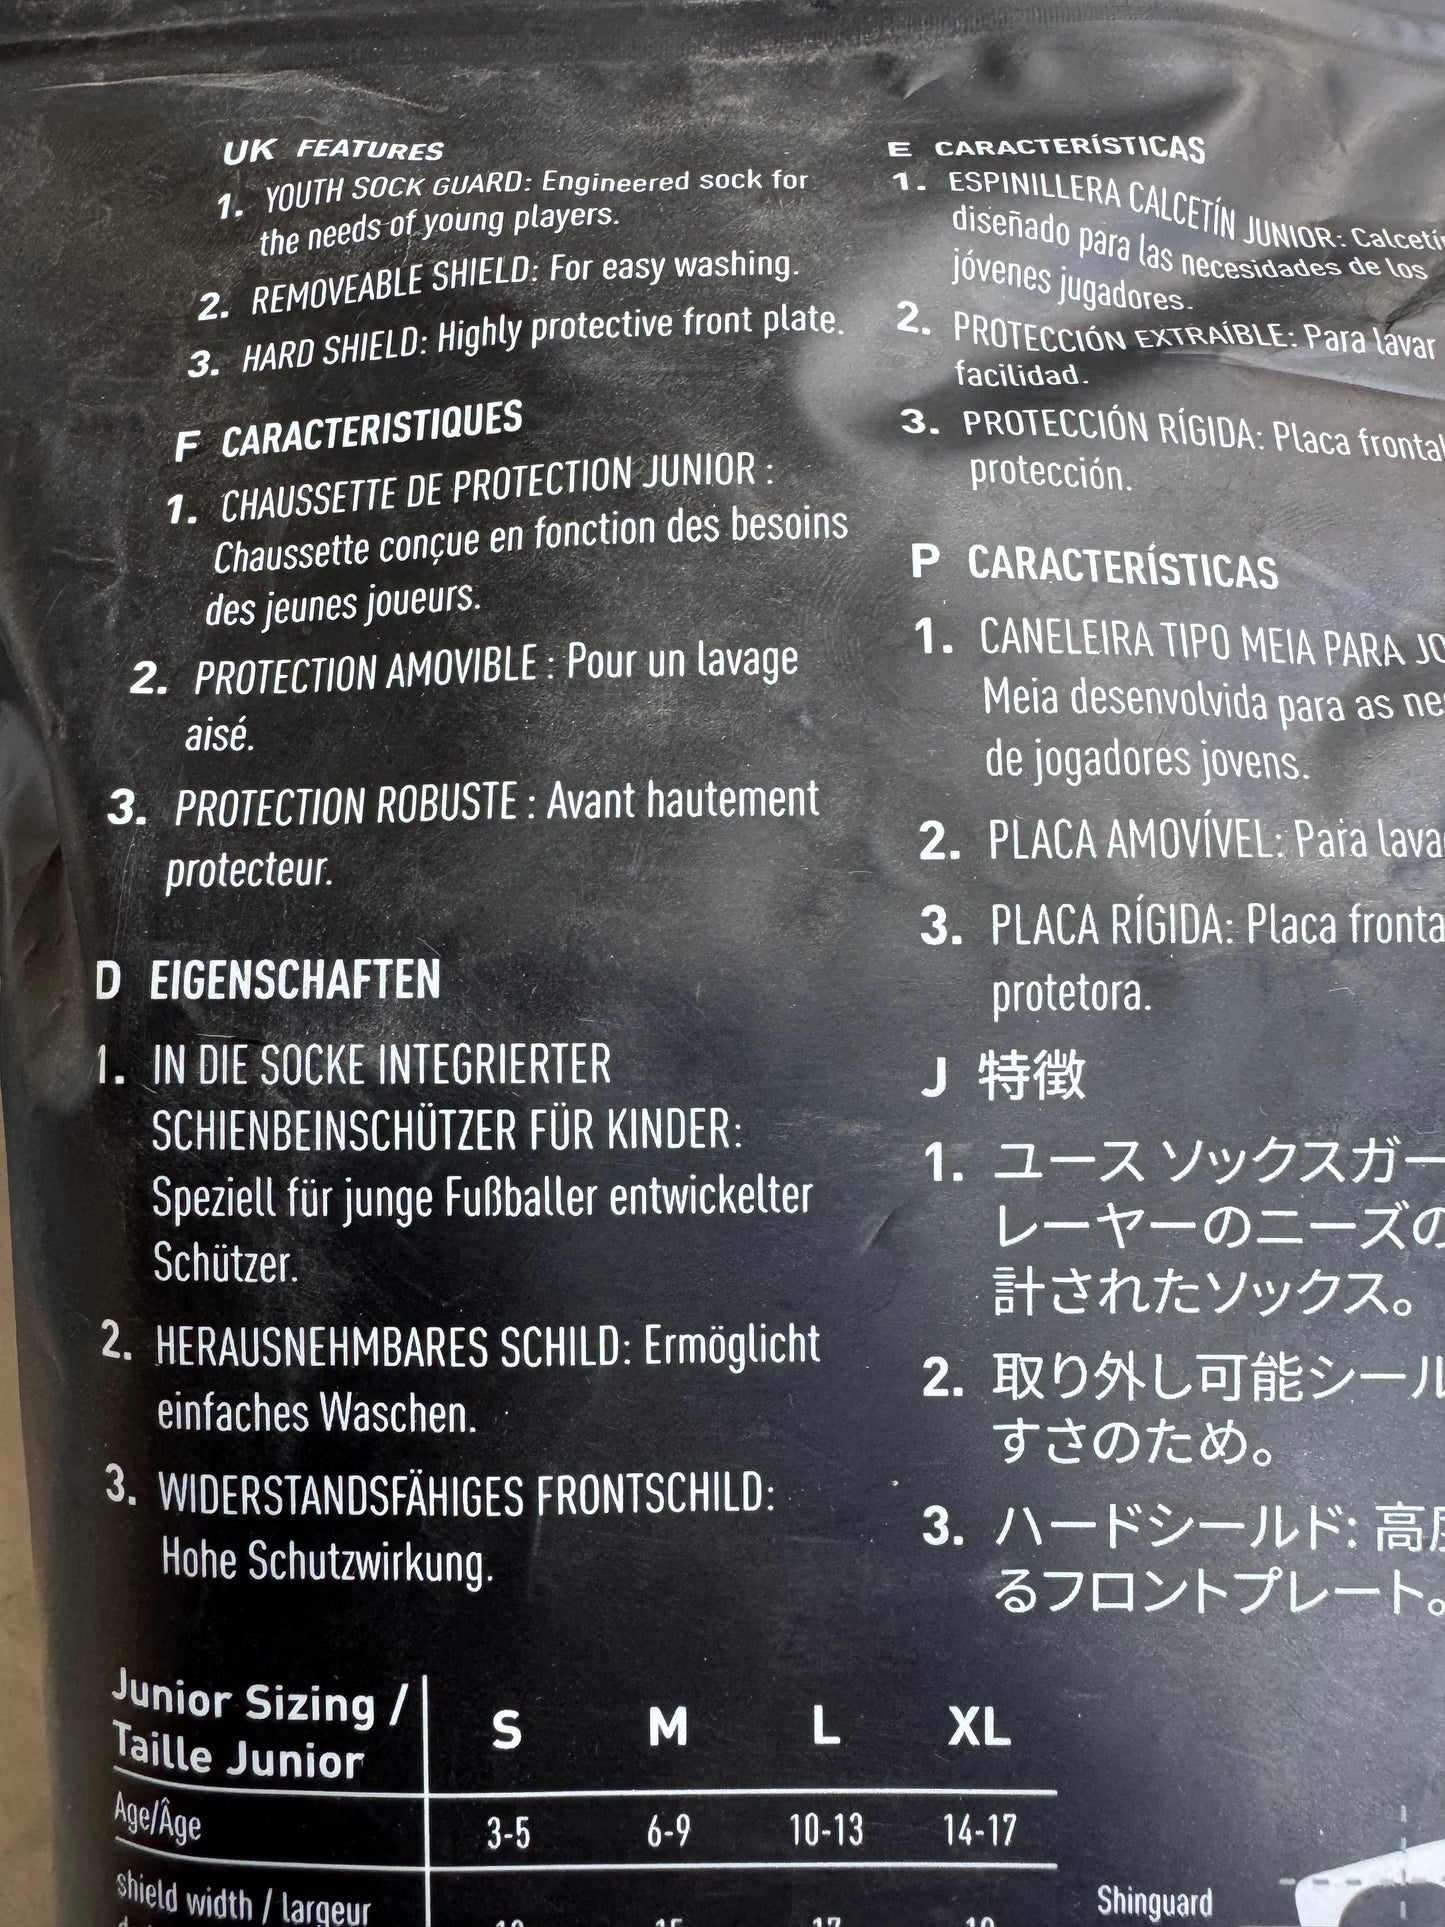 UK FEATURES
1. YOUTH SOCK GUARD: Engineered sock for
the needs of young players.
2. REMOVEABLE SHIELD: For easy washing.
3. HARD SHIELD: Highly protective front plate.
F CARACTERISTIQUES
1. CHAUSSETTE DE PROTECTION JUNIOR :
Chaussette conçue en fonction des besoins
des jeunes joueurs.
2. PROTECTION AMOVIBLE : Pour un lavage
aisé.
3. PROTECTION ROBUSTE : Avant hautement
protecteur.
D EIGENSCHAFTEN
1. IN DIE SOCKE INTEGRIERTER
SCHIENBEINSCHÜTZER FÜR KINDER:
Speziell für junge Fußballer entwickelter
Schützer.
2. HERAUSNEHMBARES SCHILD: Ermöglicht
einfaches Waschen.
3. WIDERSTANDSFÄHIGES FRONTSCHILD:
Hohe Schutzwirkung.
E CARACTERÍSTICAS
1. ESPINILLERA CALCETÍN JUNIOR: Calcetín
diseñado para las necesidades de los
jóvenes jugadores.
2. PROTECCIÓN EXTRAÍBLE: Para lavar
facilidad.
3. PROTECCIÓN RÍGIDA: Placa frontal
protección.
P CARACTERÍSTICAS
1. CANELEIRA TIPO MEIA PARA JO
Meia desenvolvida para as ne
de jogadores jovens.
2. PLACA AMOVÍVEL: Para lava
3. PLACA RÍGIDA: Placa fronta
protetora.
J 特徴
1. ユース ソックスガー
レーヤーのニーズの
計されたソックス。
2. 取り外し可能シール
すさのため。
3. ハードシールド: 高度
るフロントプレート。
Junior Sizing / S M L XL
Taille Junior
Age/Âge 3-5 6-9 10-13 14-17
shield width / largeur
Shinguard